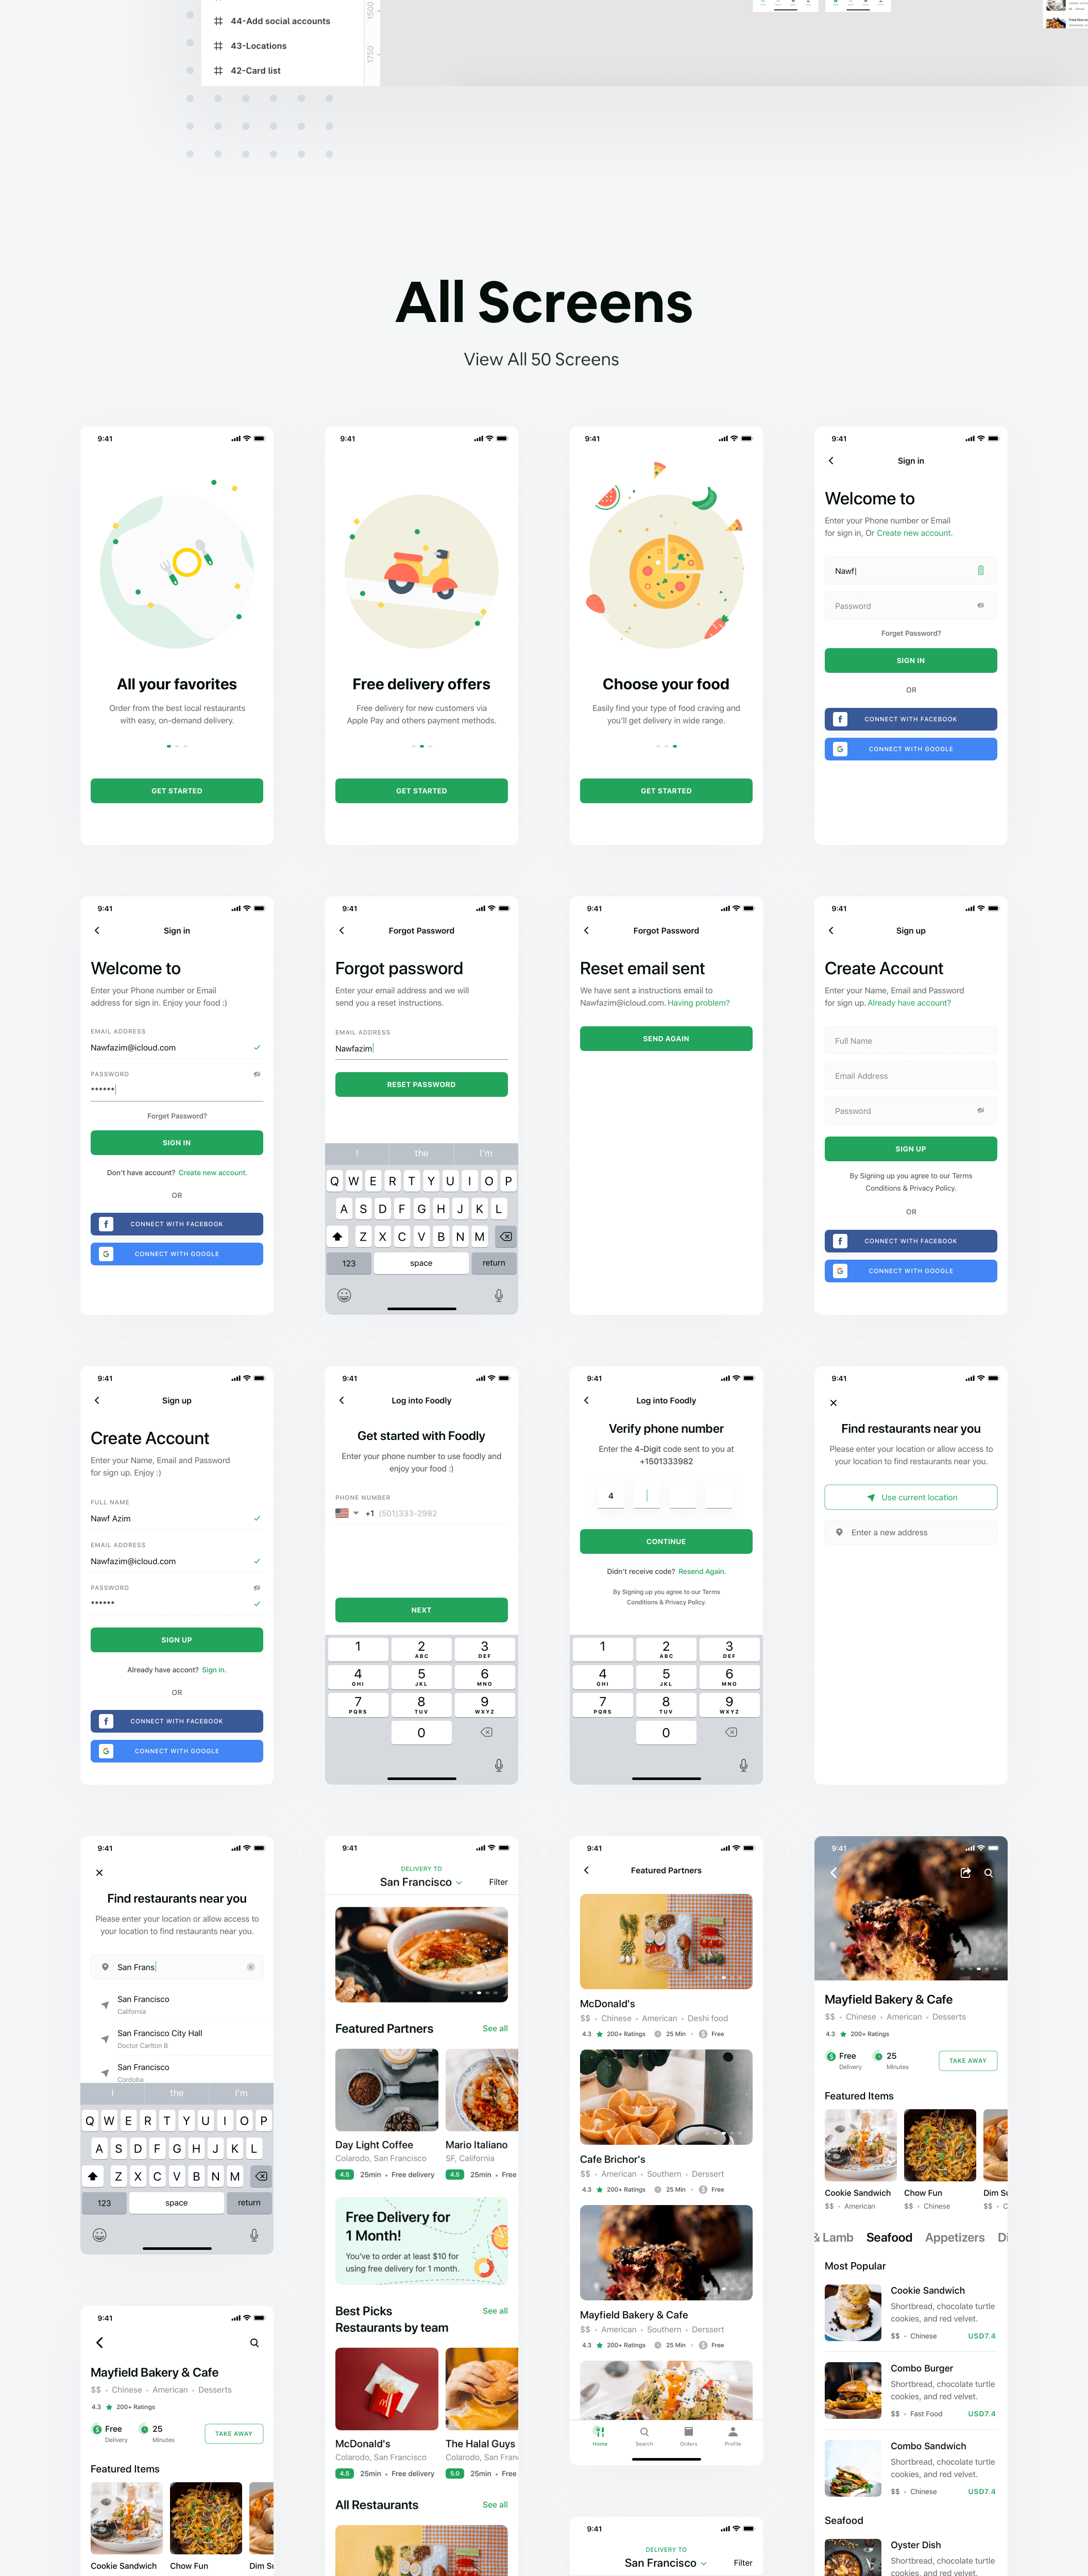 44-Add social accounts
43-Locations
42-Card list
1500
1750
All Screens
View All 50 Screens
9:41
All your favorites
Order from the best local restaurants
with easy, on-demand delivery.
GET STARTED
9:41
Free delivery offers
Free delivery for new customers via
Apple Pay and others payment methods.
GET STARTED
9:41
Choose your food
Easily find your type of food craving and
you'll get delivery in wide range.
GET STARTED
9:41
Sign in
Welcome to
Enter your Phone number or Email
for sign in, Or Create new account.
Nawf
Password
Forget Password?
SIGN IN
OR
CONNECT WITH FACEBOOK
CONNECT WITH GOOGLE
9:41
Sign in
Welcome to
Enter your Phone number or Email
address for sign in. Enjoy your food :)
EMAIL ADDRESS
Nawfazim@icloud.com
PASSWORD
******
Forget Password?
SIGN IN
Don't have account? Create new account.
OR
CONNECT WITH FACEBOOK
CONNECT WITH GOOGLE
9:41
Forgot Password
Forgot password
Enter your email address and we will
send you a reset instructions.
EMAIL ADDRESS
Nawfazim
RESET PASSWORD
I the I'm
Q W E R T Y U I O P
A S D F G H J K L
Z X C V B N M
123 space return
9:41
Forgot Password
Reset email sent
We have sent a instructions email to
Nawfazim@icloud.com. Having problem?
SEND AGAIN
9:41
Sign up
Create Account
Enter your Name, Email and Password
for sign up. Already have account?
Full Name
Email Address
Password
SIGN UP
By Signing up you agree to our Terms
Conditions & Privacy Policy.
OR
CONNECT WITH FACEBOOK
CONNECT WITH GOOGLE
9:41
Sign up
Create Account
Enter your Name, Email and Password
for sign up. Enjoy :)
FULL NAME
Nawf Azim
EMAIL ADDRESS
Nawfazim@icloud.com
PASSWORD
******
SIGN UP
Already have accont? Sign in.
OR
CONNECT WITH FACEBOOK
CONNECT WITH GOOGLE
9:41
Log into Foodly
Get started with Foodly
Enter your phone number to use foodly and
enjoy your food :)
PHONE NUMBER
+1 (501)333-2982
NEXT
1 2 3
ABC DEF
4 5 6
GHI JKL MNO
7 8 9
PQRS TUV WXYZ
0
9:41
Log into Foodly
Verify phone number
Enter the 4-Digit code sent to you at
+1501333982
4
CONTINUE
Didn't receive code? Resend Again.
By Signing up you agree to our Terms
Conditions & Privacy Policy.
1 2 3
ABC DEF
4 5 6
GHI JKL MNO
7 8 9
PQRS TUV WXYZ
0
9:41
Find restaurants near you
Please enter your location or allow access to
your location to find restaurants near you.
Use current location
Enter a new address
9:41
Find restaurants near you
Please enter your location or allow access to
your location to find restaurants near you.
San Frans
San Francisco
California
San Francisco City Hall
Doctor Carlton B
San Francisco
Cordoba
I the I'm
Q W E R T Y U I O P
A S D F G H J K L
Z X C V B N M
123 space return
9:41
Mayfield Bakery & Cafe
$$ • Chinese • American • Desserts
4.3 200+ Ratings
Free 25
Delivery Minutes
TAKE AWAY
Featured Items
Cookie Sandwich Chow Fun Dim Su
9:41
DELIVERY TO
San Francisco Filter
Featured Partners See all
Day Light Coffee Mario Italiano
Colarodo, San Francisco SF, California
4.5 25min • Free delivery 4.5 25min • Free
Free Delivery for
1 Month!
You've to order at least $10 for
using free delivery for 1 month.
Best Picks See all
Restaurants by team
McDonald's The Halal Guys
Colarodo, San Francisco Colarodo, San Fran
4.5 25min • Free delivery 5.0 25min • Free
All Restaurants See all
9:41
Featured Partners
McDonald's
$$ • Chinese • American • Deshi food
4.3 200+ Ratings 25 Min • Free
Cafe Brichor's
$$ • American • Southern • Derssert
4.3 200+ Ratings 25 Min • Free
Mayfield Bakery & Cafe
$$ • American • Southern • Derssert
4.3 200+ Ratings 25 Min • Free
Home Search Orders Profile
9:41
DELIVERY TO
San Francisco Filter
9:41
Mayfield Bakery & Cafe
$$ • Chinese • American • Desserts
4.3 200+ Ratings
Free 25
Delivery Minutes
TAKE AWAY
Featured Items
Cookie Sandwich Chow Fun Dim Su
$$ • American $$ • Chinese $$ • C
& Lamb Seafood Appetizers Di
Most Popular
Cookie Sandwich
Shortbread, chocolate turtle
cookies, and red velvet.
$$ • Chinese USD7.4
Combo Burger
Shortbread, chocolate turtle
cookies, and red velvet.
$$ • Fast Food USD7.4
Combo Sandwich
Shortbread, chocolate turtle
cookies, and red velvet.
$$ • Chinese USD7.4
Seafood
Oyster Dish
Shortbread, chocolate turtle
cookies, and red velvet.